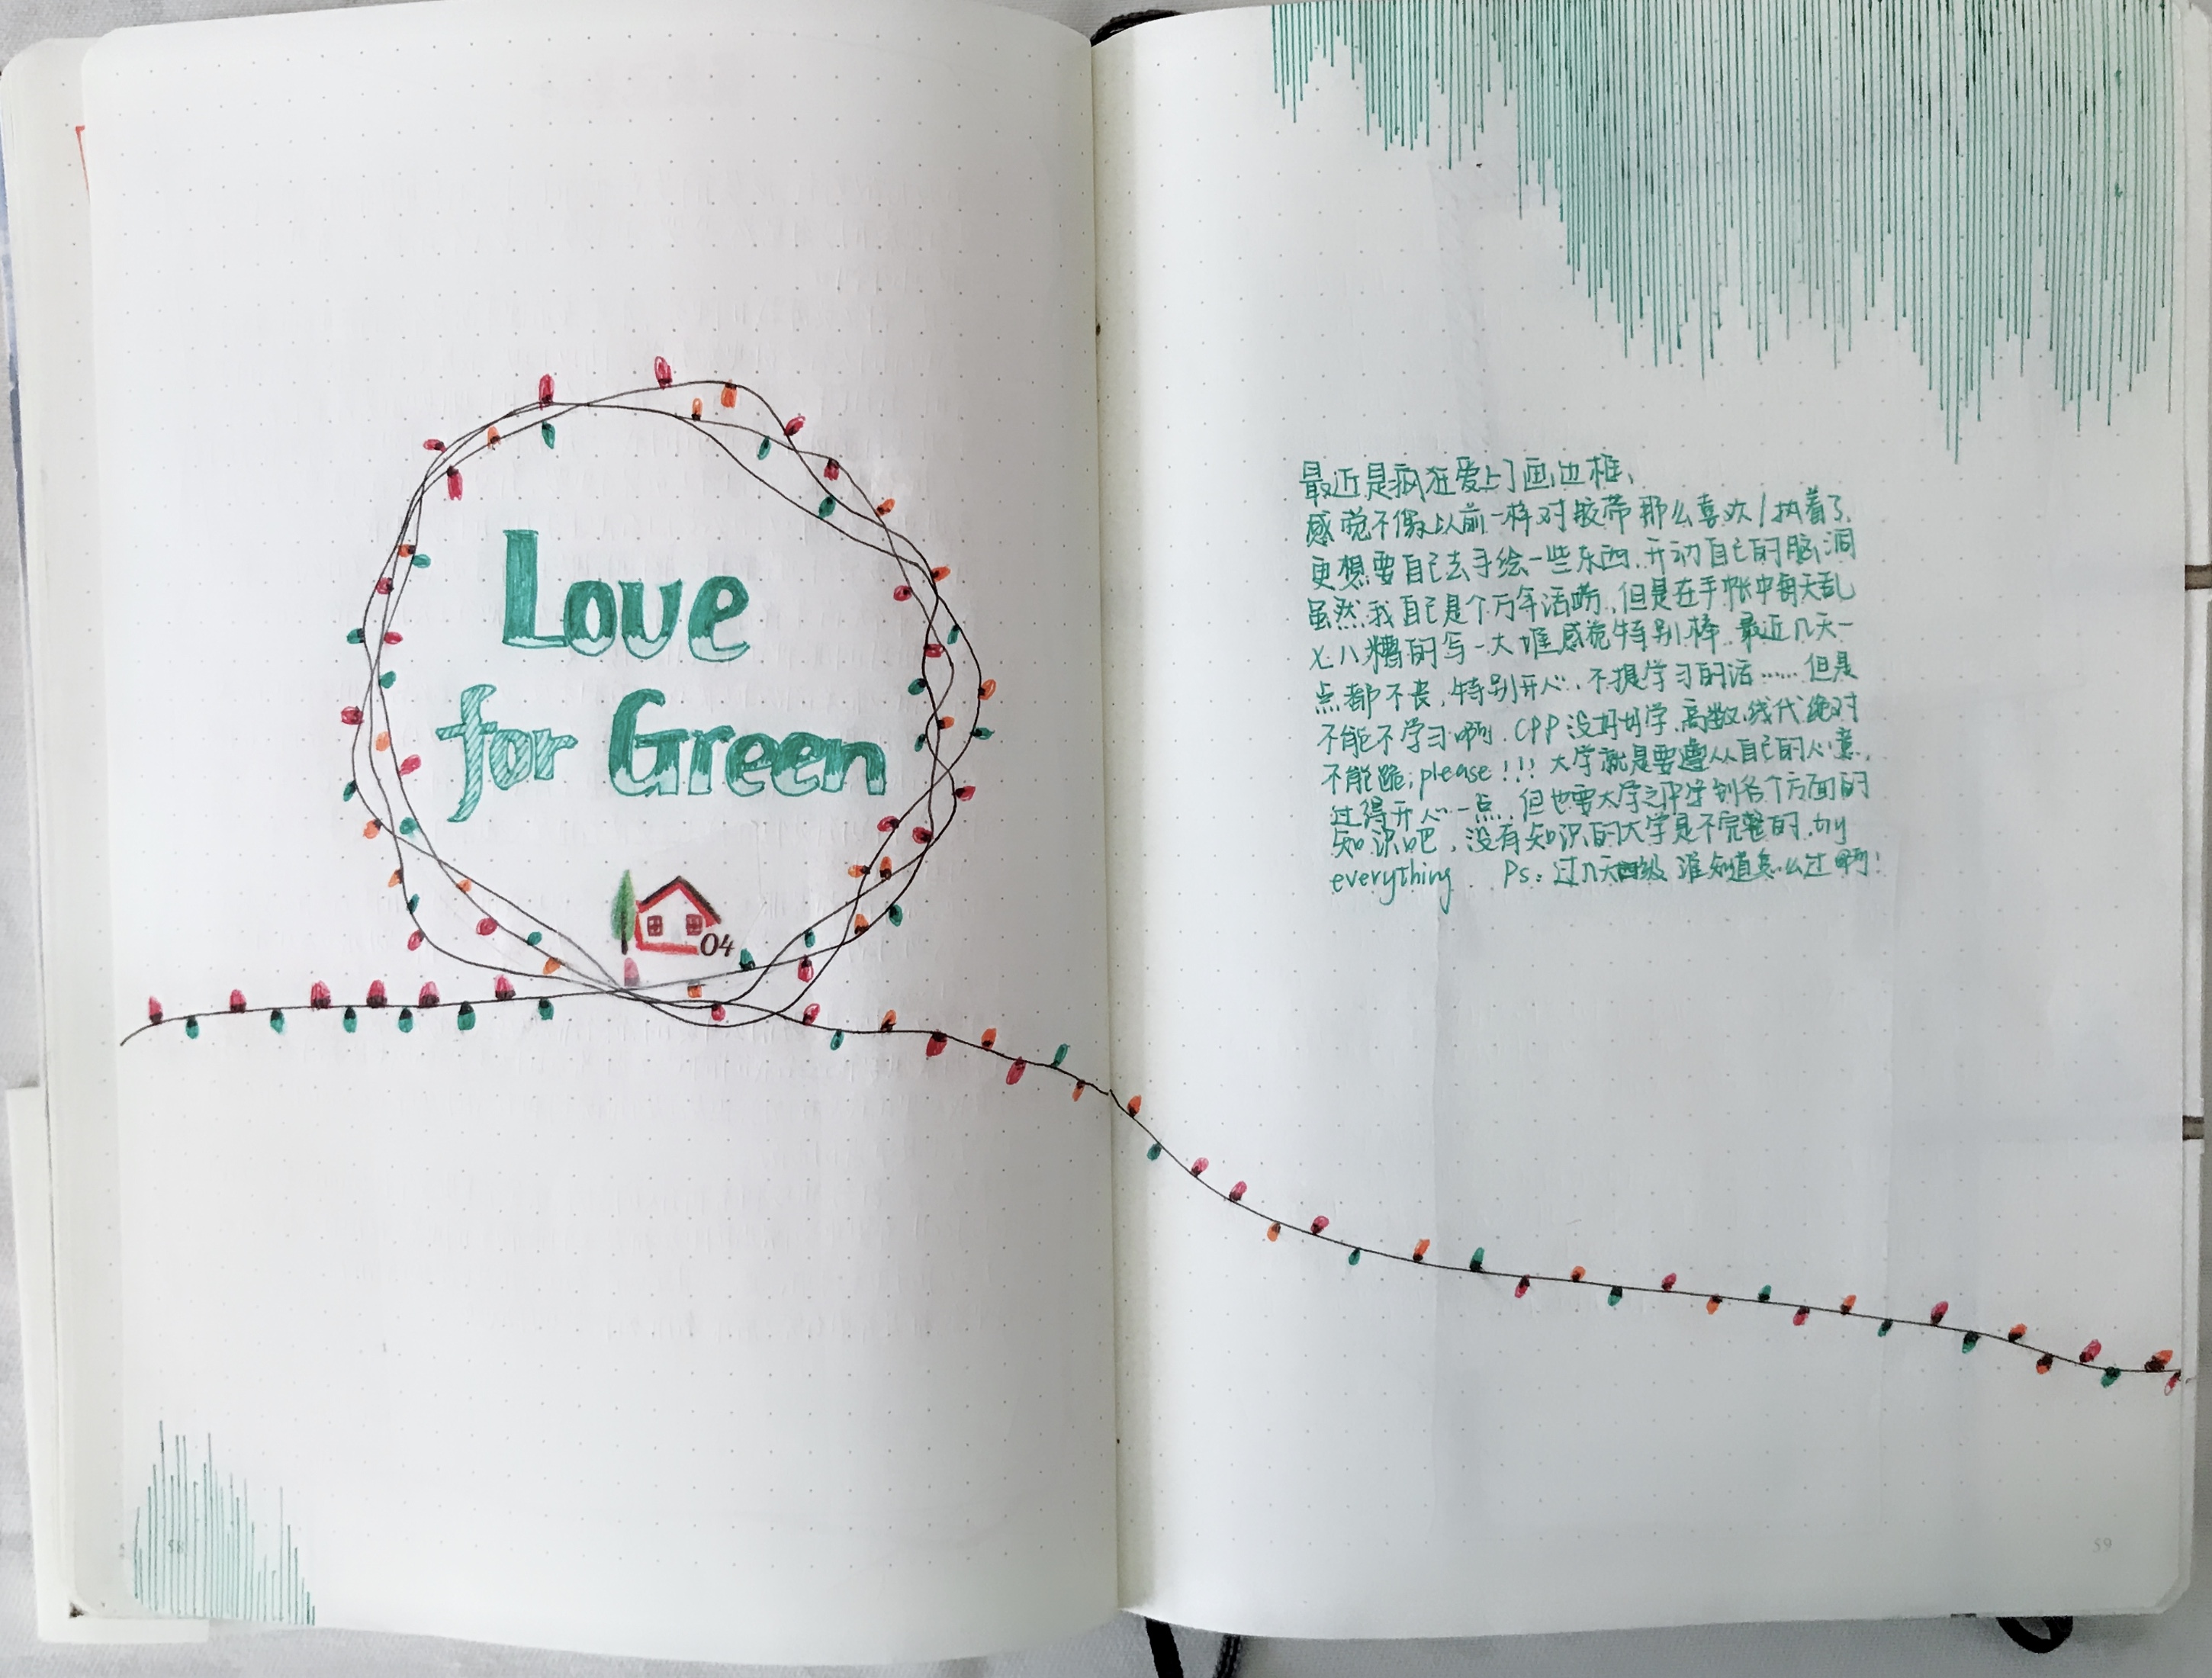 Love
for Green
04
58
最近是疯狂爱上了画边框、
感觉不像以前一样对胶带那么喜欢/执着了.
更想要自己去手绘一些东西.开动自己的脑洞
虽然我自己是个万年话唠,但是在手帐中每天乱
七八糟的写一大堆感觉特别棒.最近几天一
点都不丧,特别开心.不提学习的话……但是
不能不学习啊.CPP没好好学.高数.线代绝对
不能跪;please!!!大学就是要遵从自己的心意,
过得开心一点.但也要大学之中学到各个方面的
知识吧,没有知识的大学是不完整的.try
everything. Ps:过几天四级谁知道怎么过啊!
59